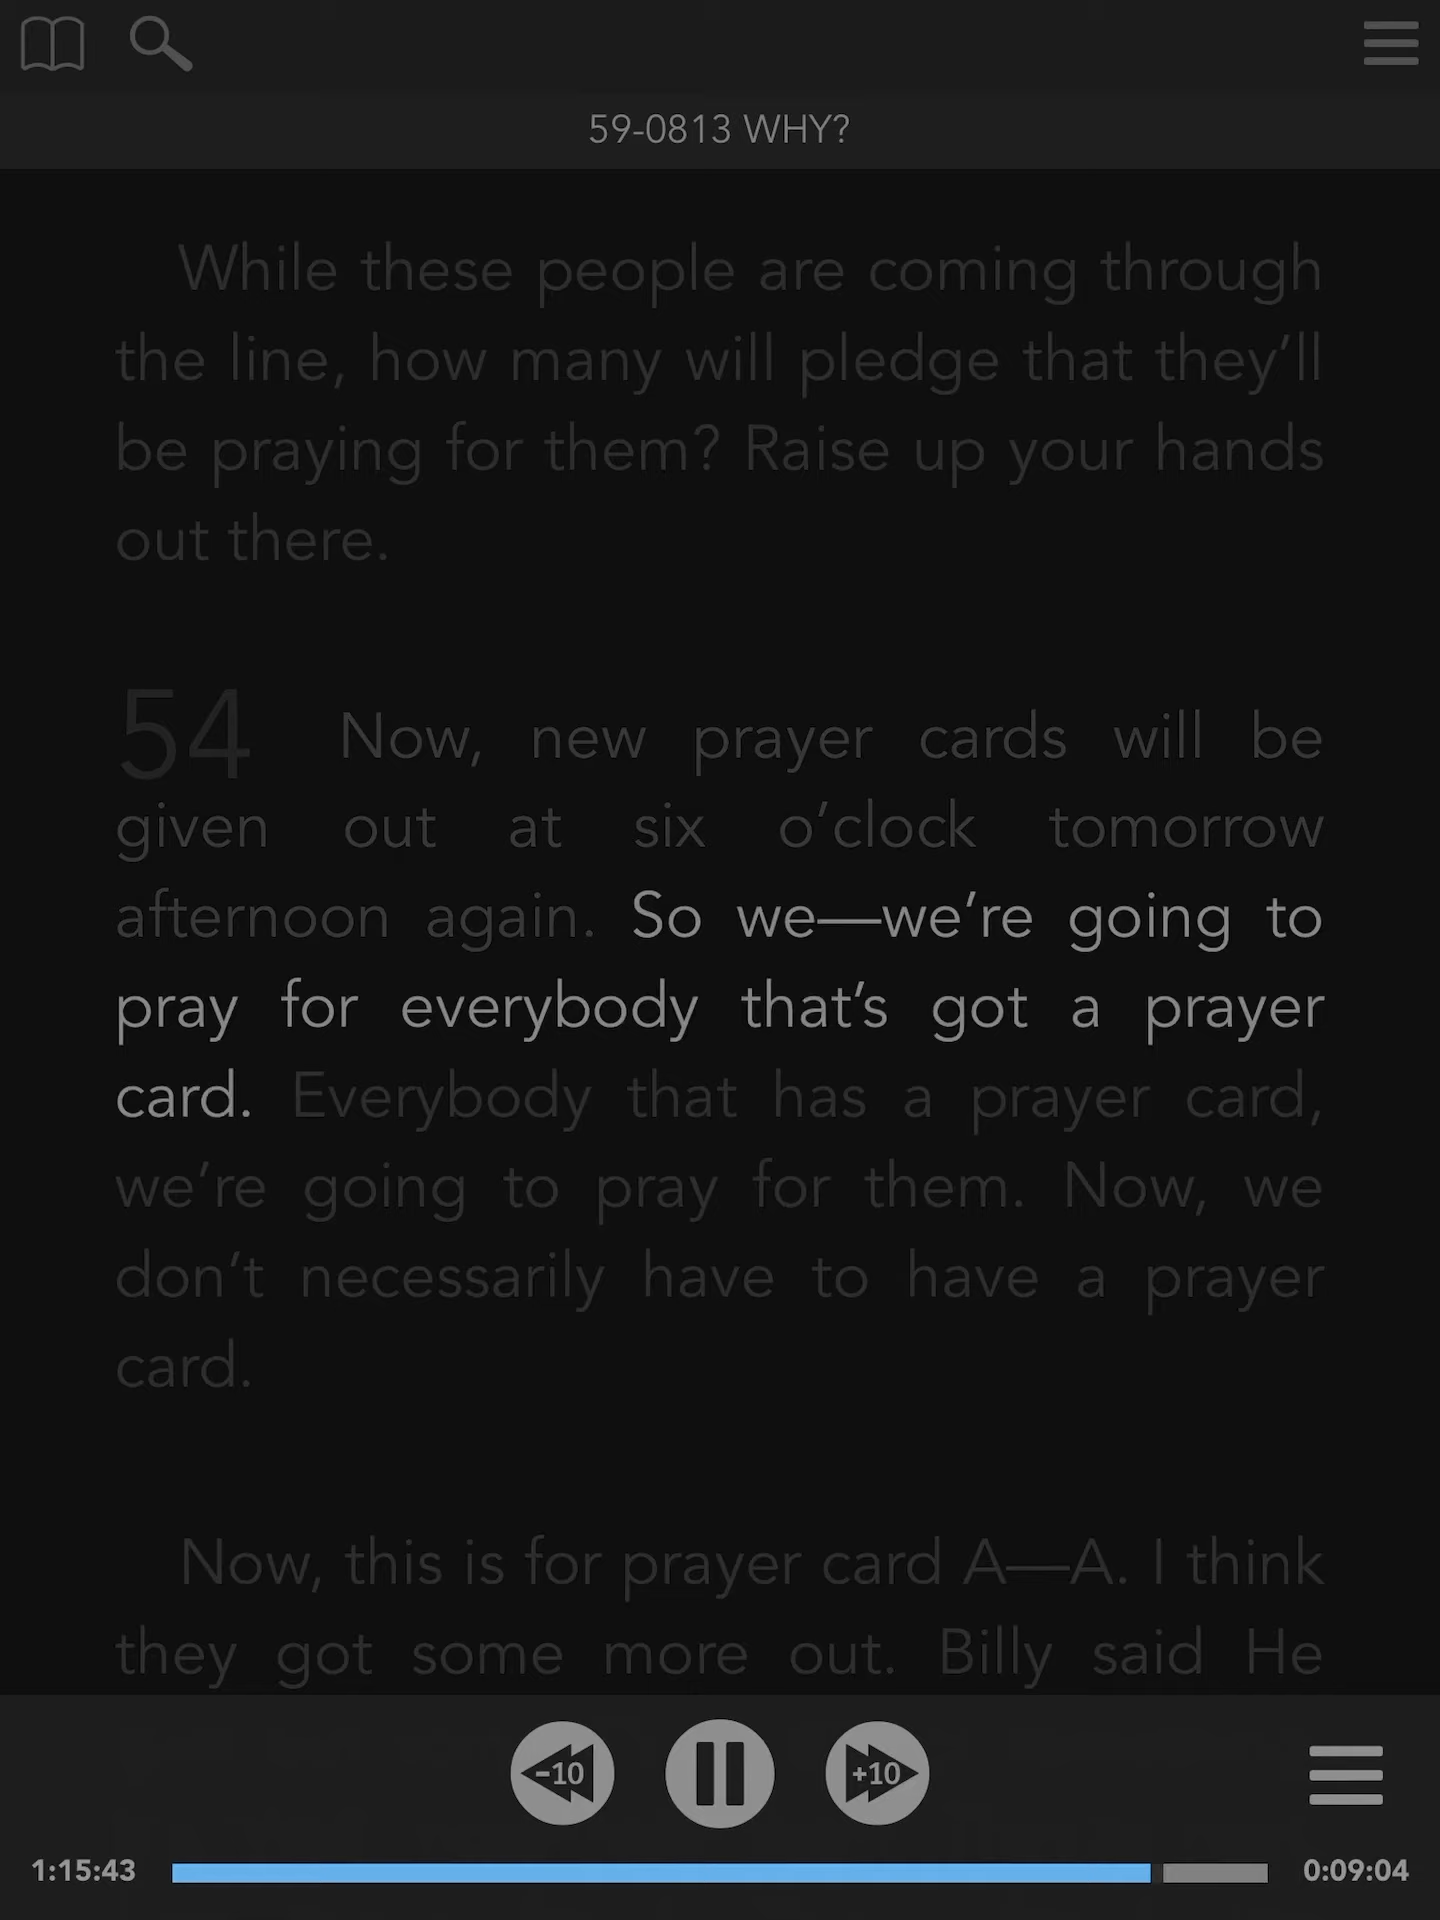 59-0813 WHY?
While these people are coming through
the line, how many will pledge that they’ll
be praying for them? Raise up your hands
out there.
54 Now, new prayer cards will be
given out at six o’clock tomorrow
afternoon again. So we—we’re going to
pray for everybody that’s got a prayer
card. Everybody that has a prayer card,
we’re going to pray for them. Now, we
don’t necessarily have to have a prayer
card.
Now, this is for prayer card A—A. I think
they got some more out. Billy said He
-10 +10
1:15:43 0:09:04